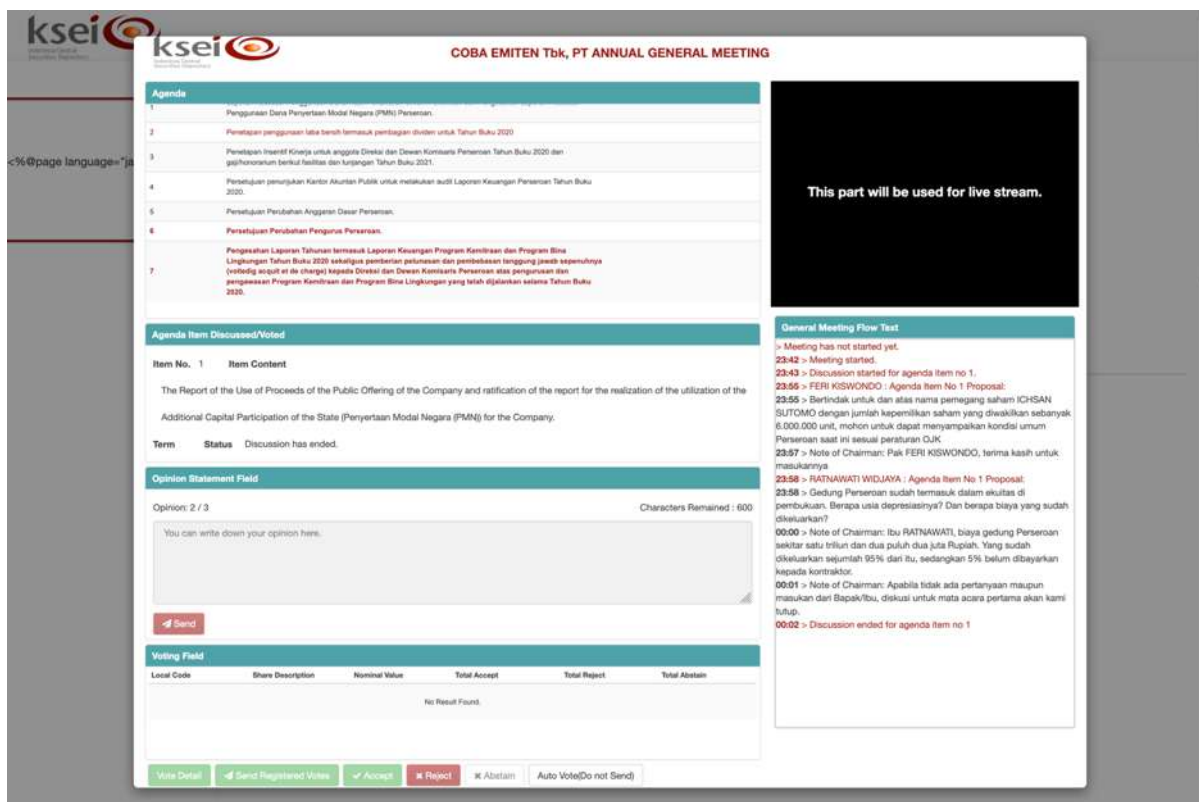 ksei
<%@page language="ja
ksei
COBA EMITEN Tbk, PT ANNUAL GENERAL MEETING
Agenda
1
Penggunaan Dana Penyertaan Modal Negara (PMN) Perseroan.
2 Penetapan penggunaan laba bersih termasuk pembagian dividen untuk Tahun Buku 2020
3 Penetapan Insentif Kinerja untuk anggota Direksi dan Dewan Komisaris Perseroan Tahun Buku 2020 dan
gaji/honorarium berikut fasilitas dan tunjangan Tahun Buku 2021.
4 Persetujuan penunjukan Kantor Akuntan Publik untuk melakukan audit Laporan Keuangan Perseroan Tahun Buku
2020.
5 Persetujuan Perubahan Anggaran Dasar Perseroan.
6 Persetujuan Perubahan Pengurus Perseroan.
7 Pengesahan Laporan Tahunan termasuk Laporan Keuangan Program Kemitraan dan Program Bina
Lingkungan Tahun Buku 2020 sekaligus pemberian pelunasan dan pembebasan tanggung jawab sepenuhnya
(volledig acquit et de charge) kepada Direksi dan Dewan Komisaris Perseroan atas pengurusan dan
pengawasan Program Kemitraan dan Program Bina Lingkungan yang telah dijalankan selama Tahun Buku
2020.
Agenda Item Discussed/Voted
Item No. 1 Item Content
The Report of the Use of Proceeds of the Public Offering of the Company and ratification of the report for the realization of the utilization of the
Additional Capital Participation of the State (Penyertaan Modal Negara (PMN)) for the Company.
Term Status Discussion has ended.
Opinion Statement Field
Opinion: 2 / 3 Characters Remained : 600
You can write down your opinion here.
Send
Voting Field
Local Code Share Description Nominal Value Total Accept Total Reject Total Abstain
No Result Found.
Vote Detail Send Registered Votes Accept Reject Abstain Auto Vote(Do not Send)
This part will be used for live stream.
General Meeting Flow Text
> Meeting has not started yet.
23:42 > Meeting started.
23:43 > Discussion started for agenda item no 1.
23:55 > FERI KISWONDO : Agenda Item No 1 Proposal:
23:55 > Bertindak untuk dan atas nama pemegang saham ICHSAN
SUTOMO dengan jumlah kepemilikan saham yang diwakilkan sebanyak
6.000.000 unit, mohon untuk dapat menyampaikan kondisi umum
Perseroan saat ini sesuai peraturan OJK
23:57 > Note of Chairman: Pak FERI KISWONDO, terima kasih untuk
masukannya
23:58 > RATNAWATI WIDJAYA : Agenda Item No 1 Proposal:
23:58 > Gedung Perseroan sudah termasuk dalam ekuitas di
pembukuan. Berapa usia depresiasinya? Dan berapa biaya yang sudah
dikeluarkan?
00:00 > Note of Chairman: Ibu RATNAWATI, biaya gedung Perseroan
sekitar satu triliun dan dua puluh dua juta Rupiah. Yang sudah
dikeluarkan sejumlah 95% dari itu, sedangkan 5% belum dibayarkan
kepada kontraktor.
00:01 > Note of Chairman: Apabila tidak ada pertanyaan maupun
masukan dari Bapak/Ibu, diskusi untuk mata acara pertama akan kami
tutup.
00:02 > Discussion ended for agenda item no 1